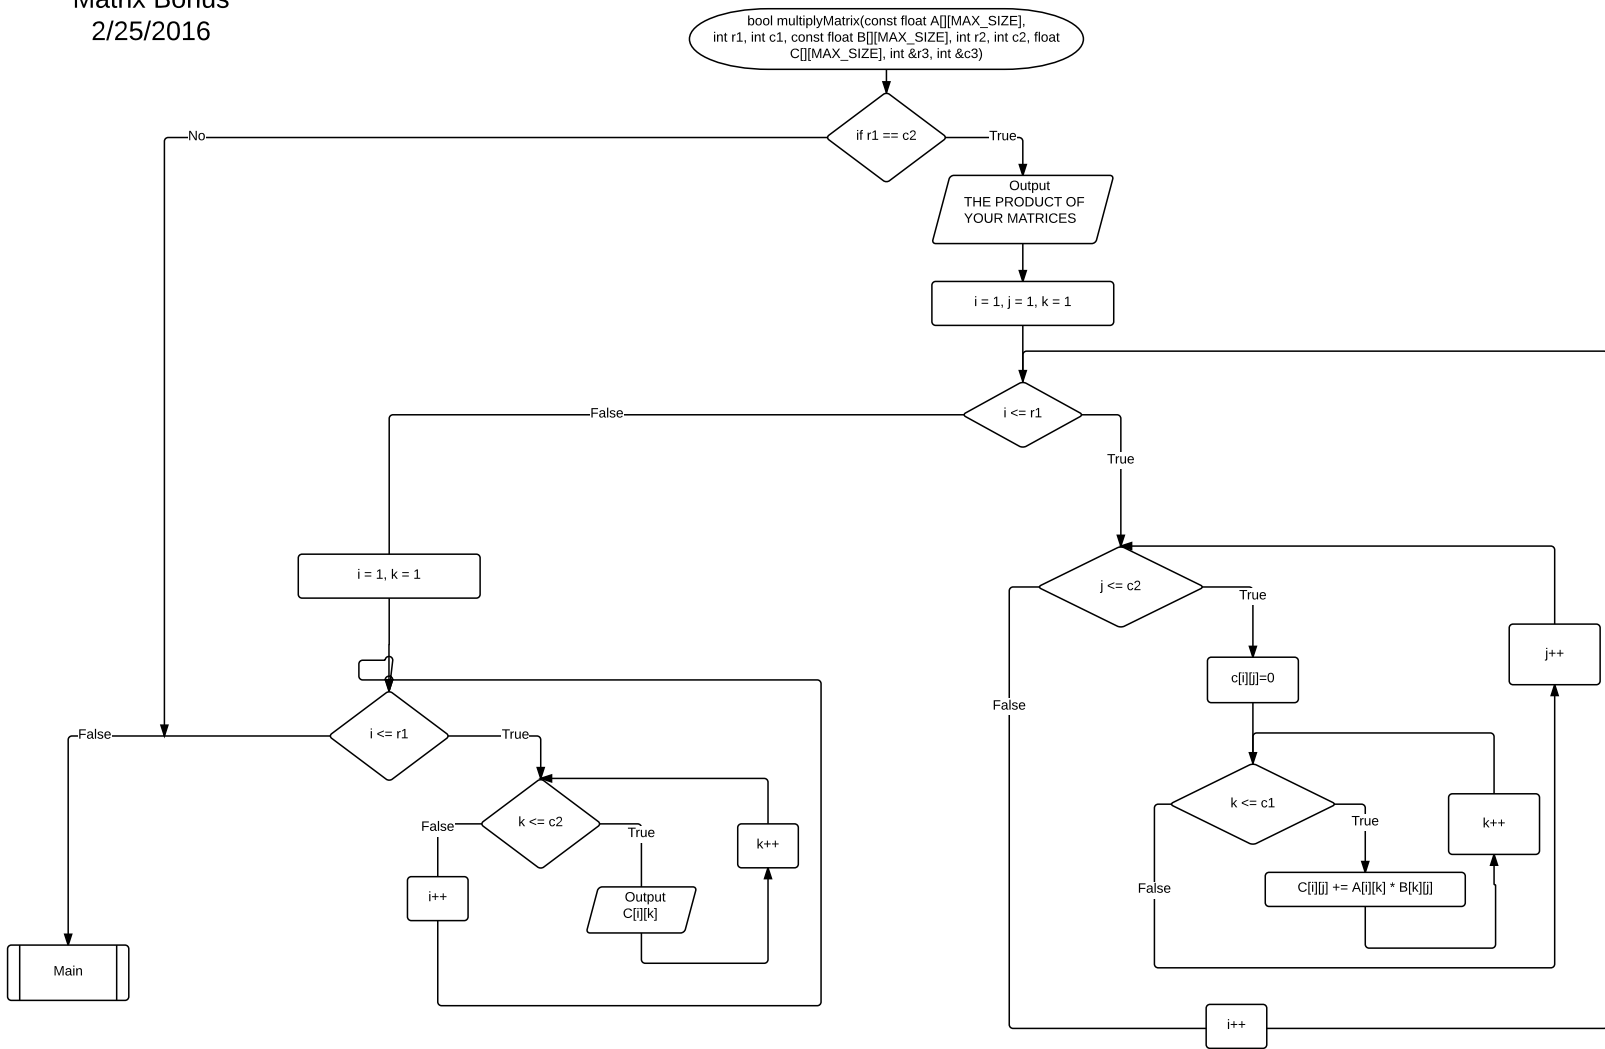 Matrix Bonus
2/25/2016
bool multiplyMatrix(const float A[][MAX_SIZE],
int r1, int c1, const float B[][MAX_SIZE], int r2, int c2, float
C[][MAX_SIZE], int &r3, int &c3)
No
if r1 == c2
True
Output
THE PRODUCT OF
YOUR MATRICES
i = 1, j = 1, k = 1
False
i <= r1
True
i = 1, k = 1
j <= c2
True
j++
c[i][j]=0
False
False
i <= r1
True
k <= c1
True
k++
False
k <= c2
True
k++
C[i][j] += A[i][k] * B[k][j]
False
i++
Output
C[i][k]
Main
i++